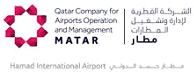 Qatar Company for
Airports Operation
and Management
MATAR
الشركة القطرية
لإدارة وتشغيل
المطارات
مطار
Hamad International Airport مطار حمد الدولي